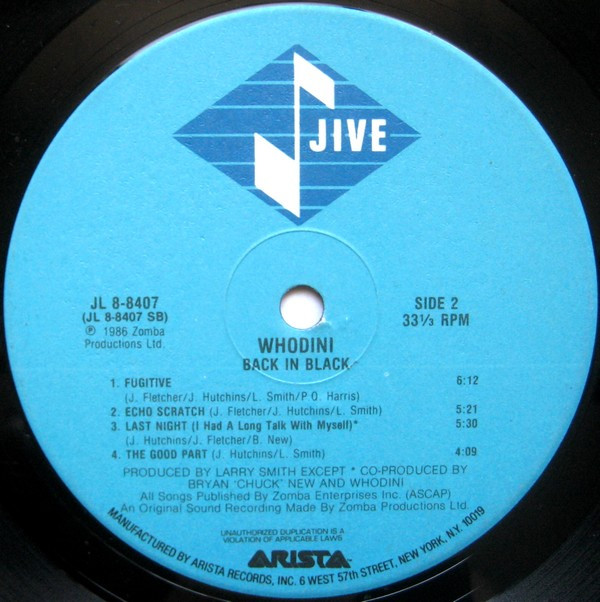 JIVE
JL 8-8407
(JL 8-8407 SB)
℗ 1986 Zomba
Productions Ltd.
SIDE 2
33⅓ RPM
WHODINI
BACK IN BLACK
1. FUGITIVE 6:12
(J. Fletcher/J. Hutchins/L. Smith/P.Q. Harris)
2. ECHO SCRATCH (J. Fletcher/J. Hutchins/L. Smith) 5:21
3. LAST NIGHT (I Had A Long Talk With Myself)* 5:30
(J. Hutchins/J. Fletcher/B. New)
4. THE GOOD PART (J. Hutchins/L. Smith) 4:09
PRODUCED BY LARRY SMITH EXCEPT * CO-PRODUCED BY
BRYAN "CHUCK" NEW AND WHODINI
All Songs Published By Zomba Enterprises Inc. (ASCAP)
An Original Sound Recording Made By Zomba Productions Ltd.
UNAUTHORIZED DUPLICATION IS A
VIOLATION OF APPLICABLE LAWS
ARISTA
MANUFACTURED BY ARISTA RECORDS, INC. 6 WEST 57th STREET, NEW YORK, N.Y. 10019